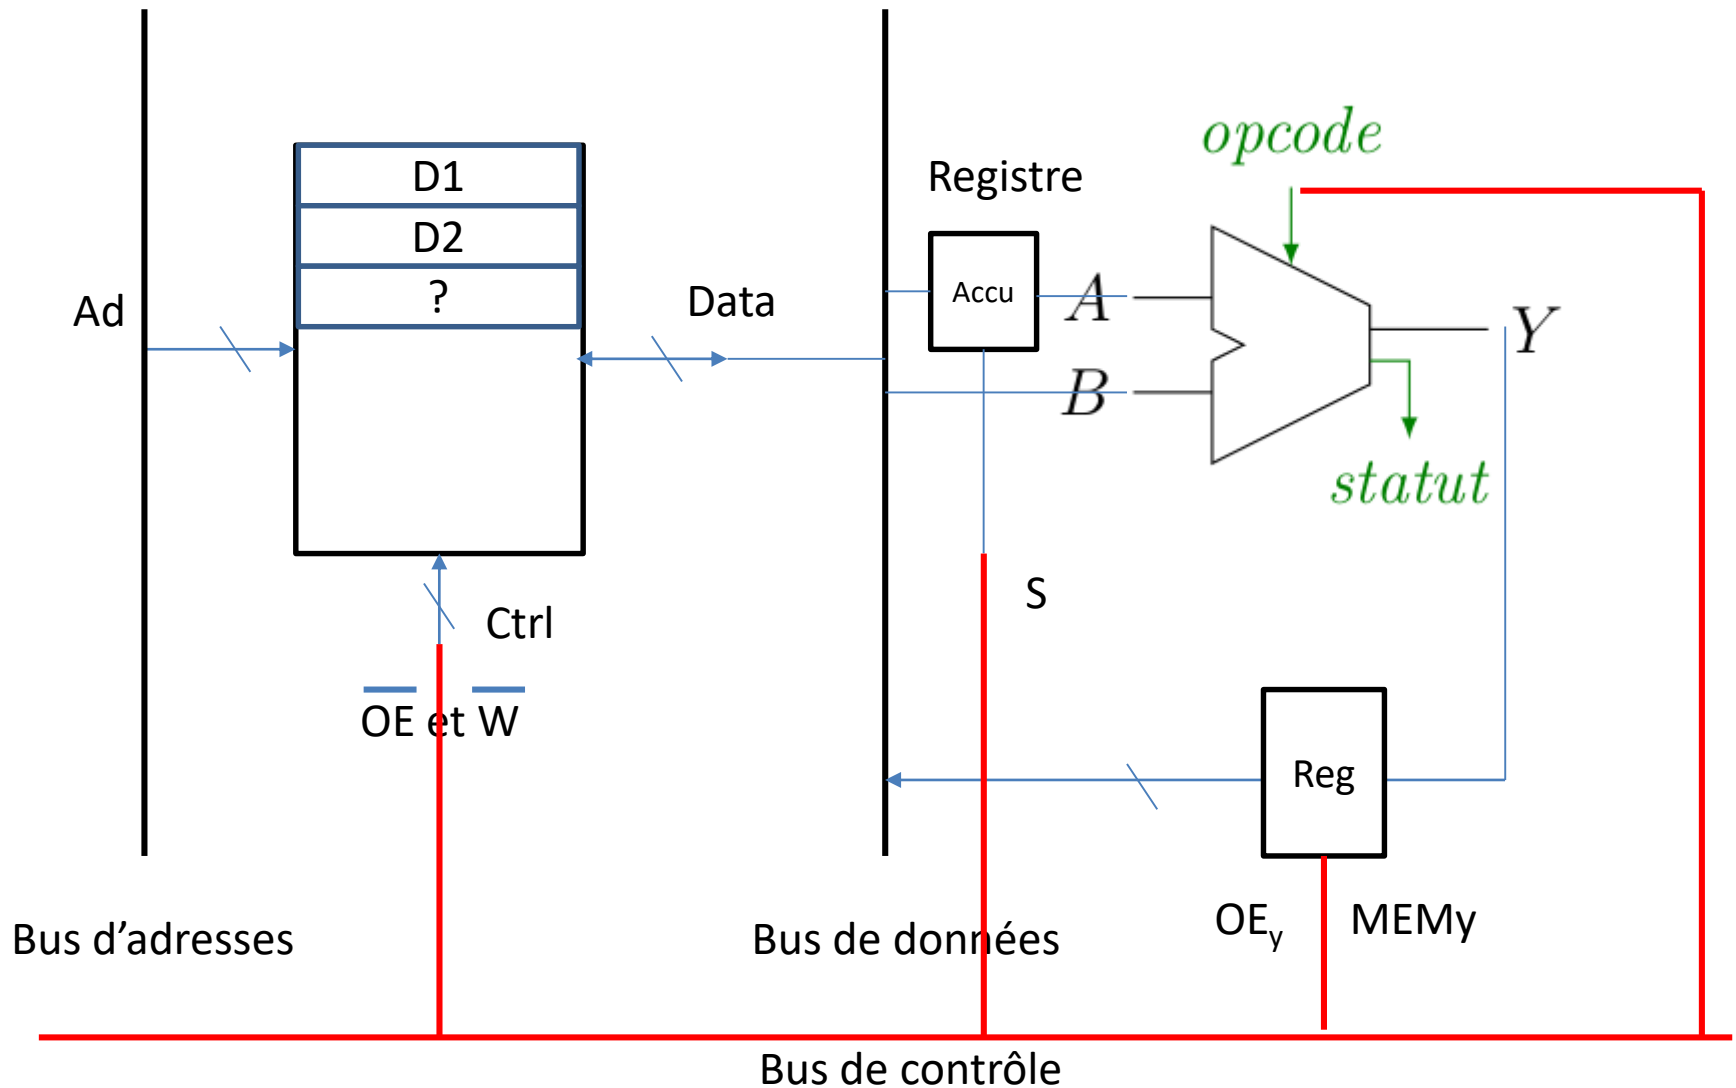 opcode
D1
Registre
D2
Accu
A
?
Ad
Data
Y
B
statut
S
Ctrl
OE et W
Reg
OEy
MEMy
Bus d’adresses
Bus de données
Bus de contrôle